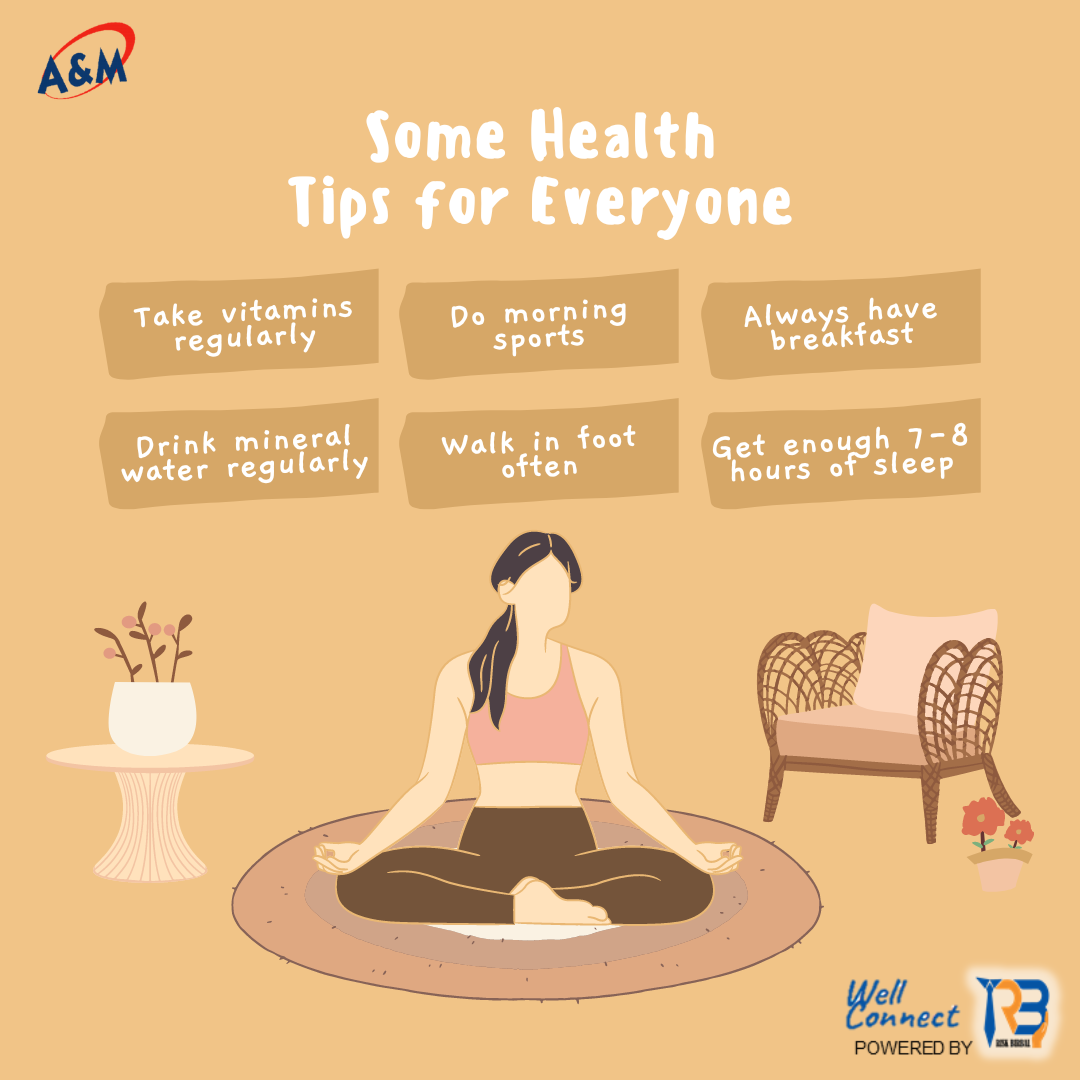 A&M
Some Health
Tips for Everyone
Take vitamins
regularly
Do morning
sports
Always have
breakfast
Drink mineral
water regularly
Walk in foot
often
Get enough 7-8
hours of sleep
Well
Connect
POWERED BY
RB